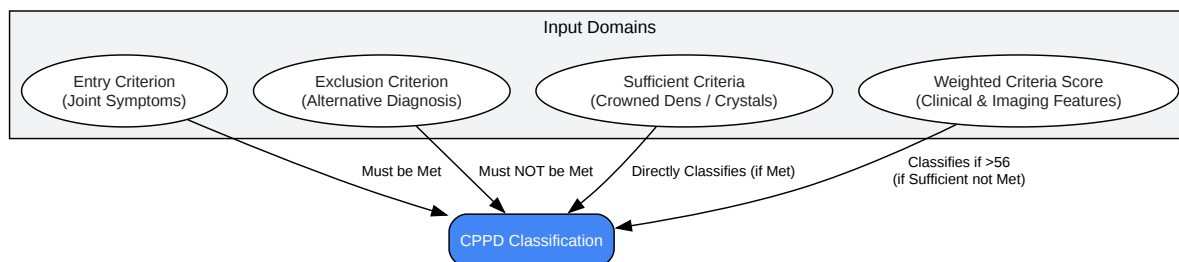 Input Domains
Entry Criterion
(Joint Symptoms)
Exclusion Criterion
(Alternative Diagnosis)
Sufficient Criteria
(Crowned Dens / Crystals)
Weighted Criteria Score
(Clinical & Imaging Features)
Must be Met
Must NOT be Met
Directly Classifies (if Met)
Classifies if >56
(if Sufficient not Met)
CPPD Classification